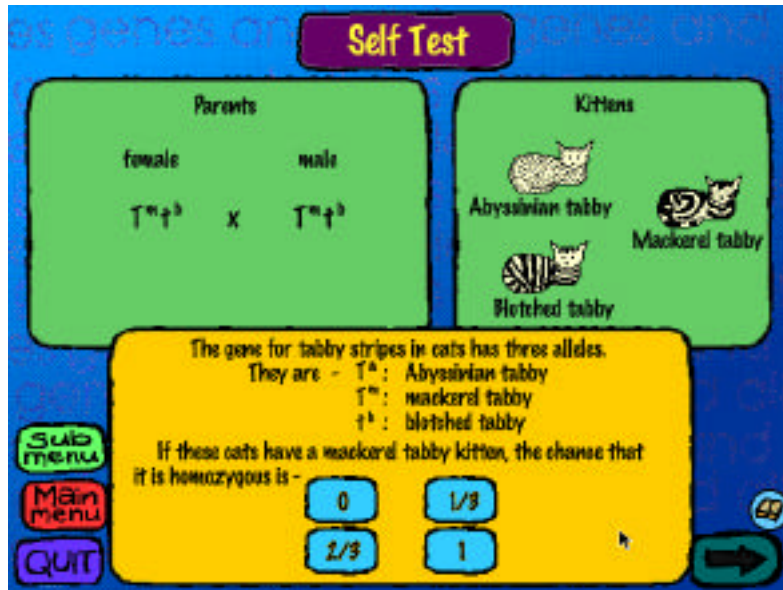 Self Test
Parents
female male
Tᵐtᵇ x Tᵐtᵇ
Kittens
Abyssinian tabby
Mackerel tabby
Blotched tabby
The gene for tabby stripes in cats has three alleles.
They are - Tᵃ: Abyssinian tabby
Tᵐ: mackerel tabby
tᵇ: blotshed tabby
If these cats have a mackerel tabby kitten, the chance that
it is homozygous is -
0 1/3
2/3 1
Sub
menu
Main
menu
QUIT